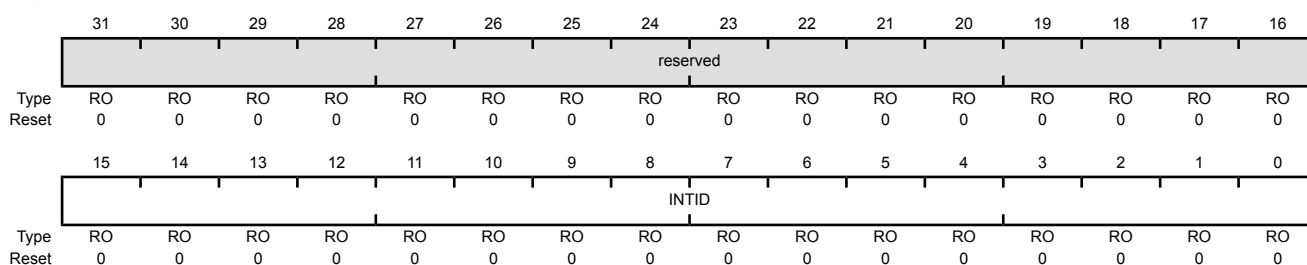 31 30 29 28 27 26 25 24 23 22 21 20 19 18 17 16
reserved
Type RO RO RO RO RO RO RO RO RO RO RO RO RO RO RO RO
Reset 0 0 0 0 0 0 0 0 0 0 0 0 0 0 0 0
15 14 13 12 11 10 9 8 7 6 5 4 3 2 1 0
INTID
Type RO RO RO RO RO RO RO RO RO RO RO RO RO RO RO RO
Reset 0 0 0 0 0 0 0 0 0 0 0 0 0 0 0 0